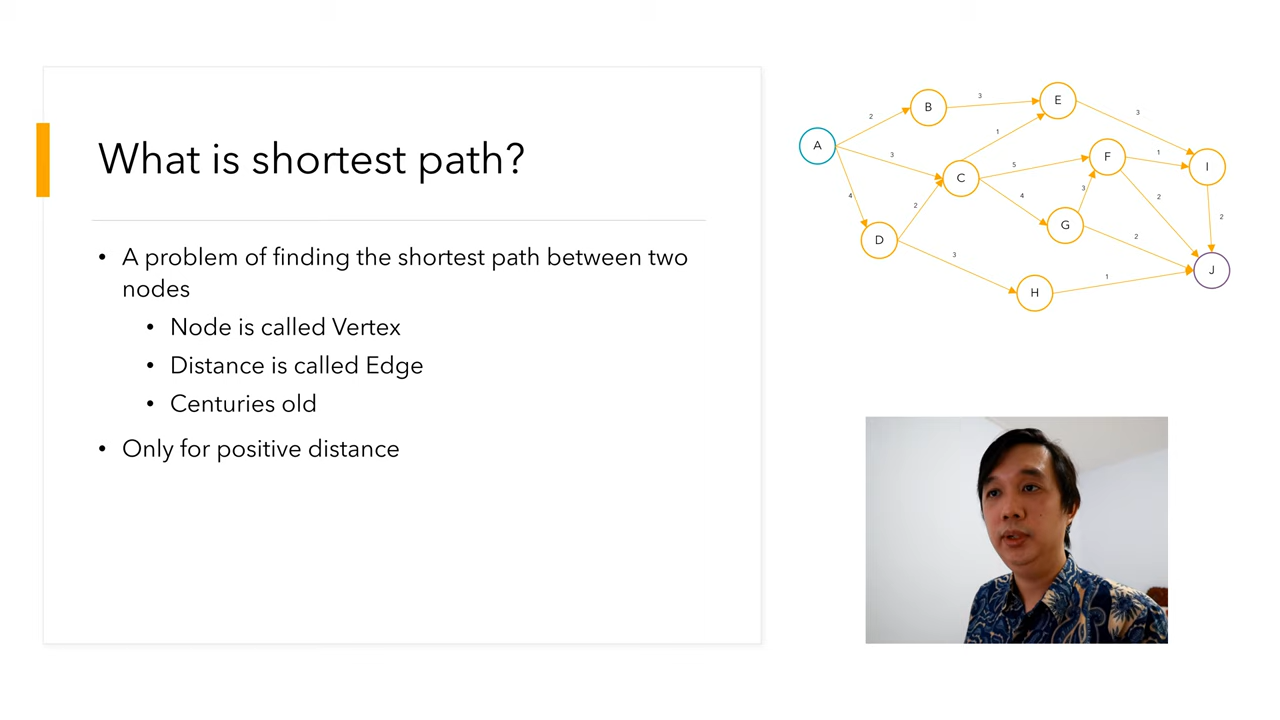 What is shortest path?
• A problem of finding the shortest path between two
nodes
• Node is called Vertex
• Distance is called Edge
• Centuries old
• Only for positive distance
A
B
C
D
E
F
G
H
I
J
2
3
4
3
1
5
4
2
3
3
3
1
2
2
2
1